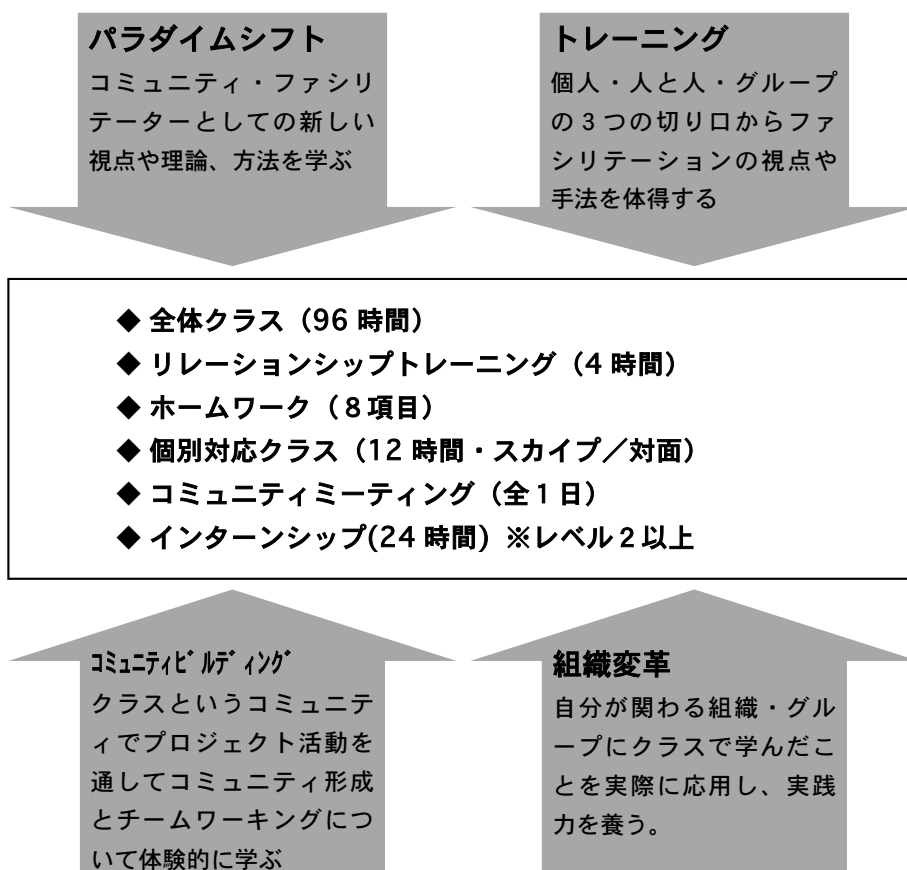 パラダイムシフト
コミュニティ・ファシリ
テーターとしての新しい
視点や理論、方法を学ぶ
トレーニング
個人・人と人・グループ
の３つの切り口からファ
シリテーションの視点や
手法を体得する
◆ 全体クラス（96 時間）
◆ リレーションシップトレーニング（4 時間）
◆ ホームワーク（８項目）
◆ 個別対応クラス（12 時間・スカイプ／対面）
◆ コミュニティミーティング（全１日）
◆ インターンシップ(24 時間) ※レベル２以上
ｺﾐｭﾆﾃｨﾋﾞﾙﾃﾞｨﾝｸﾞ
クラスというコミュニテ
ィでプロジェクト活動を
通してコミュニティ形成
とチームワーキングにつ
いて体験的に学ぶ
組織変革
自分が関わる組織・グル
ープにクラスで学んだこ
とを実際に応用し、実践
力を養う。